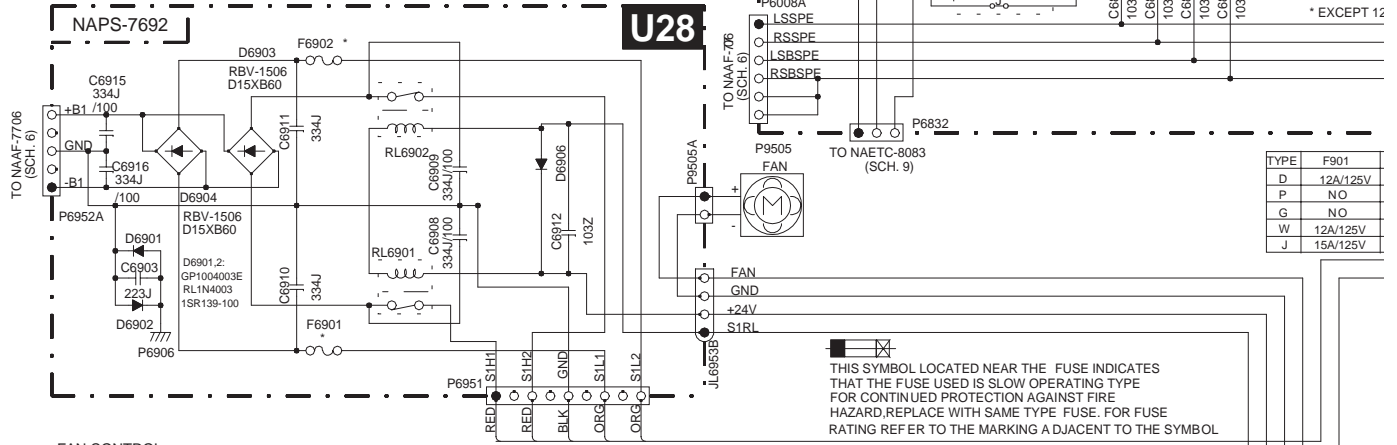 NAPS-7692
U28
F6902 *
D6903
RBV-1506
D15XB60
C6915
334J
/100
TO NAAF-7706
(SCH. 6)
+B1
GND
-B1
C6916
334J
/100
P6952A
D6904
RBV-1506
D15XB60
C6911
334J
RL6902
C6909
334J/100
D6906
C6912
103Z
C6908
334J/100
RL6901
D6901
C6903
223J
D6902
P6906
D6901,2:
GP1004003E
RL1N4003
1SR139-100
C6910
334J
F6901
*
P6951
S1H1
S1H2
GND
S1L1
S1L2
RED
RED
BLK
ORG
ORG
P6008A
LSSPE
RSSPE
LSBSPE
RSBSPE
(SCH. 6)
103
103
103
103
* EXCEPT 12
P6832
TO NAETC-8083
(SCH. 9)
P9505A
P9505
FAN
+
-
M
FAN
GND
+24V
S1RL
JL6953B
TYPE F901
D 12A/125V
P NO
G NO
W 12A/125V
J 15A/125V
THIS SYMBOL LOCATED NEAR THE FUSE INDICATES
THAT THE FUSE USED IS SLOW OPERATING TYPE
FOR CONTINUED PROTECTION AGAINST FIRE
HAZARD,REPLACE WITH SAME TYPE FUSE. FOR FUSE
RATING REFER TO THE MARKING A DJACENT TO THE SYMBOL
FAN CONTROL